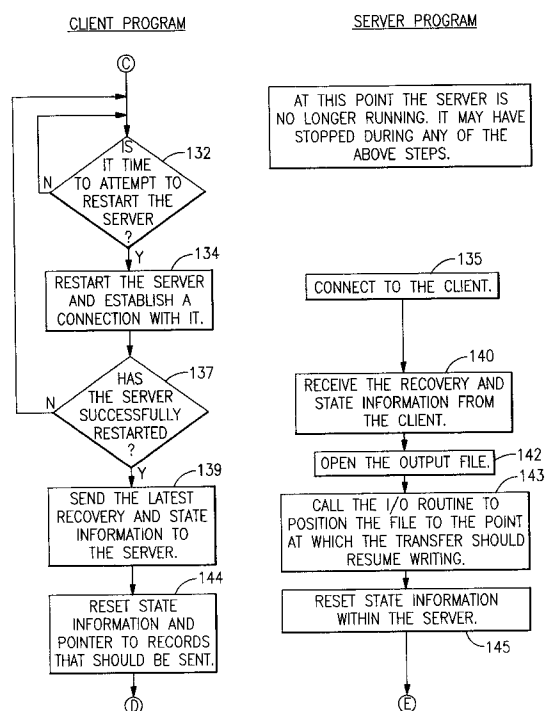 CLIENT PROGRAM
C
IS
IT TIME
TO ATTEMPT TO
RESTART THE
SERVER
?
132
N
Y
134
RESTART THE SERVER
AND ESTABLISH A
CONNECTION WITH IT.
137
HAS
THE SERVER
SUCCESSFULLY
RESTARTED
?
N
Y
139
SEND THE LATEST
RECOVERY AND STATE
INFORMATION TO
THE SERVER.
144
RESET STATE
INFORMATION AND
POINTER TO RECORDS
THAT SHOULD BE SENT.
D
SERVER PROGRAM
AT THIS POINT THE SERVER IS
NO LONGER RUNNING. IT MAY HAVE
STOPPED DURING ANY OF THE
ABOVE STEPS.
135
CONNECT TO THE CLIENT.
140
RECEIVE THE RECOVERY AND
STATE INFORMATION FROM
THE CLIENT.
142
OPEN THE OUTPUT FILE.
143
CALL THE I/O ROUTINE TO
POSITION THE FILE TO THE POINT
AT WHICH THE TRANSFER SHOULD
RESUME WRITING.
RESET STATE INFORMATION
WITHIN THE SERVER.
145
E